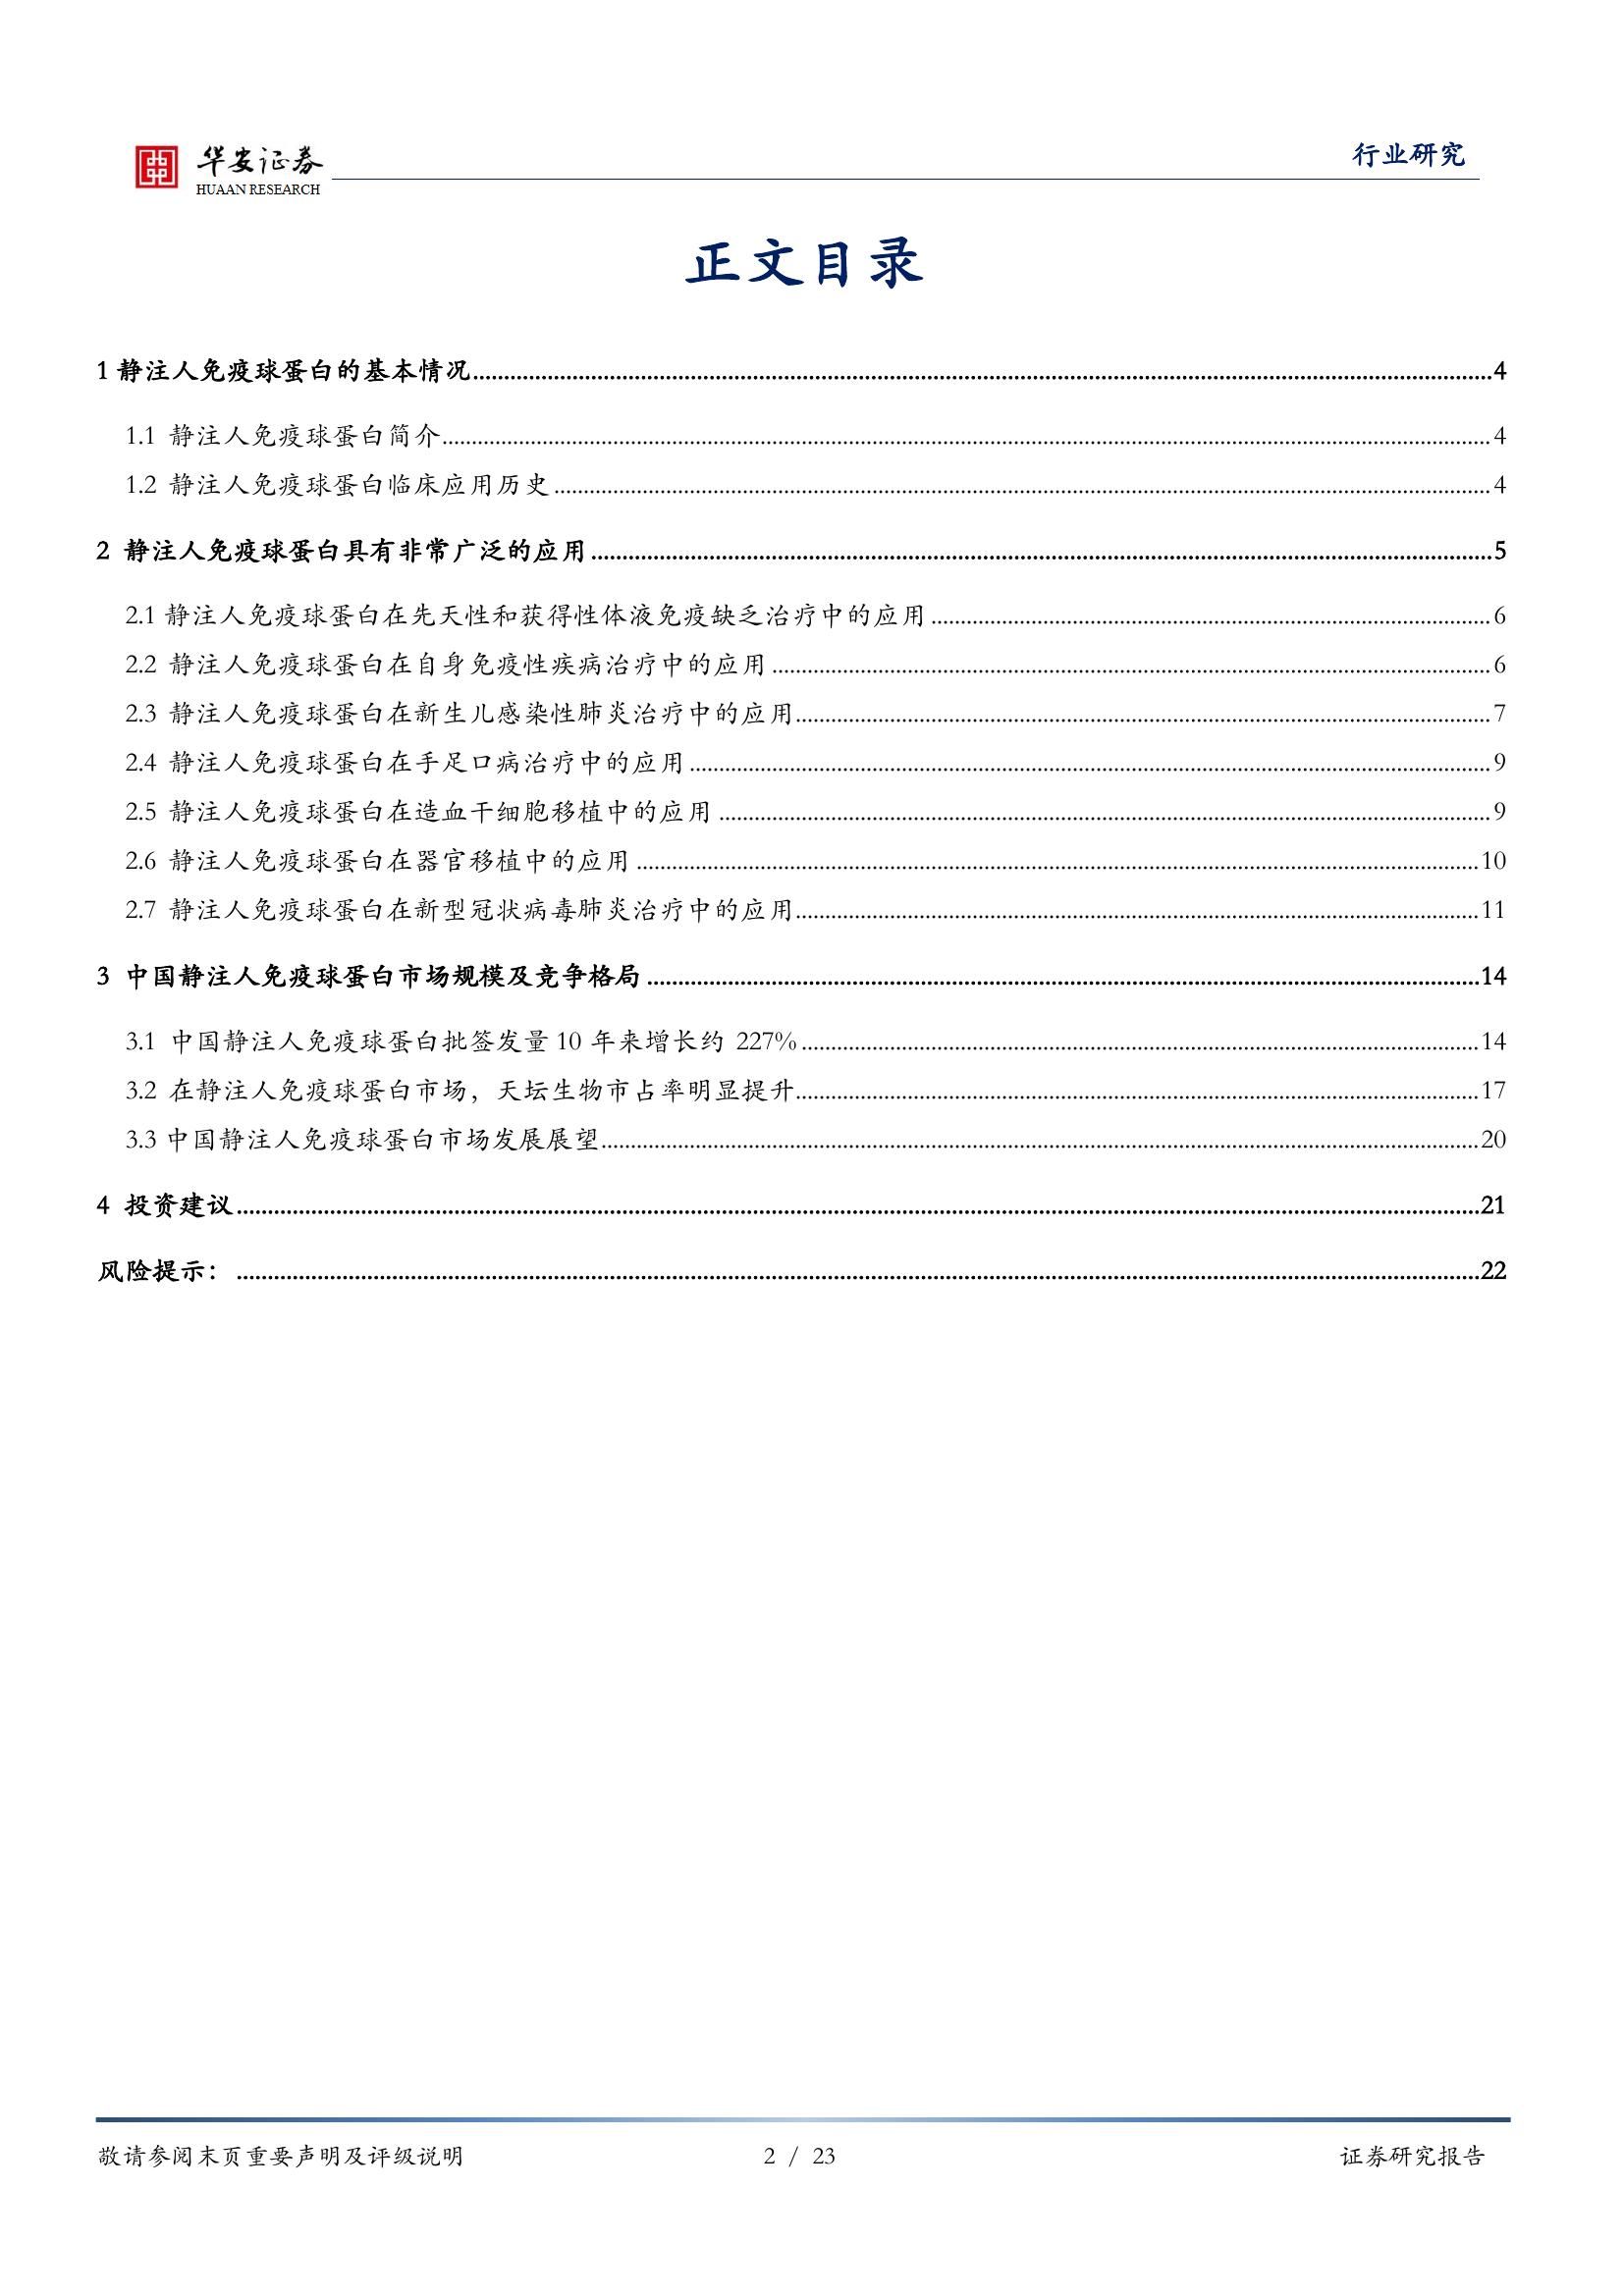 华安证券
HUAAN RESEARCH
行业研究
正文目录
1 静注人免疫球蛋白的基本情况........................................4
1.1 静注人免疫球蛋白简介........................................4
1.2 静注人免疫球蛋白临床应用历史........................................4
2 静注人免疫球蛋白具有非常广泛的应用........................................5
2.1 静注人免疫球蛋白在先天性和获得性体液免疫缺乏治疗中的应用........................................6
2.2 静注人免疫球蛋白在自身免疫性疾病治疗中的应用........................................6
2.3 静注人免疫球蛋白在新生儿感染性肺炎治疗中的应用........................................7
2.4 静注人免疫球蛋白在手足口病治疗中的应用........................................9
2.5 静注人免疫球蛋白在造血干细胞移植中的应用........................................9
2.6 静注人免疫球蛋白在器官移植中的应用........................................10
2.7 静注人免疫球蛋白在新型冠状病毒肺炎治疗中的应用........................................11
3 中国静注人免疫球蛋白市场规模及竞争格局........................................14
3.1 中国静注人免疫球蛋白批签发量 10 年来增长约 227%........................................14
3.2 在静注人免疫球蛋白市场，天坛生物市占率明显提升........................................17
3.3 中国静注人免疫球蛋白市场发展展望........................................20
4 投资建议........................................21
风险提示：........................................22
敬请参阅末页重要声明及评级说明
2 / 23
证券研究报告